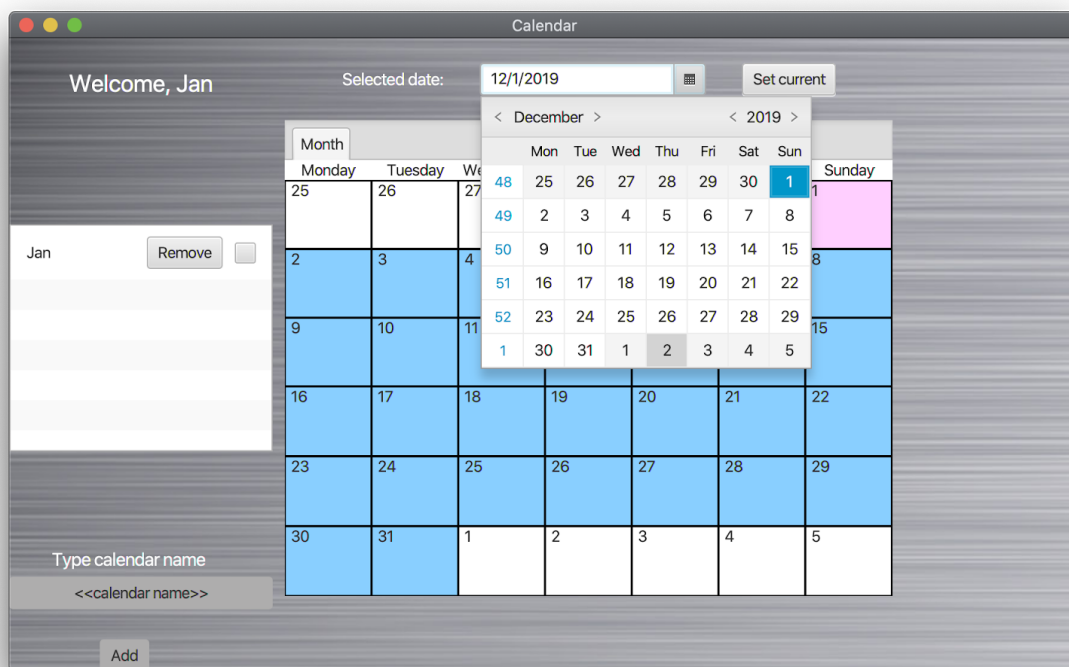 Calendar
Welcome, Jan
Selected date: 12/1/2019 Set current
< December > < 2019 >
Mon Tue Wed Thu Fri Sat Sun
48 25 26 27 28 29 30 1
49 2 3 4 5 6 7 8
50 9 10 11 12 13 14 15
51 16 17 18 19 20 21 22
52 23 24 25 26 27 28 29
1 30 31 1 2 3 4 5
Month
Monday Tuesday We Sunday
25 26 27 1
2 3 4 8
9 10 11 15
16 17 18 19 20 21 22
23 24 25 26 27 28 29
30 31 1 2 3 4 5
Jan Remove
Type calendar name
<<calendar name>>
Add